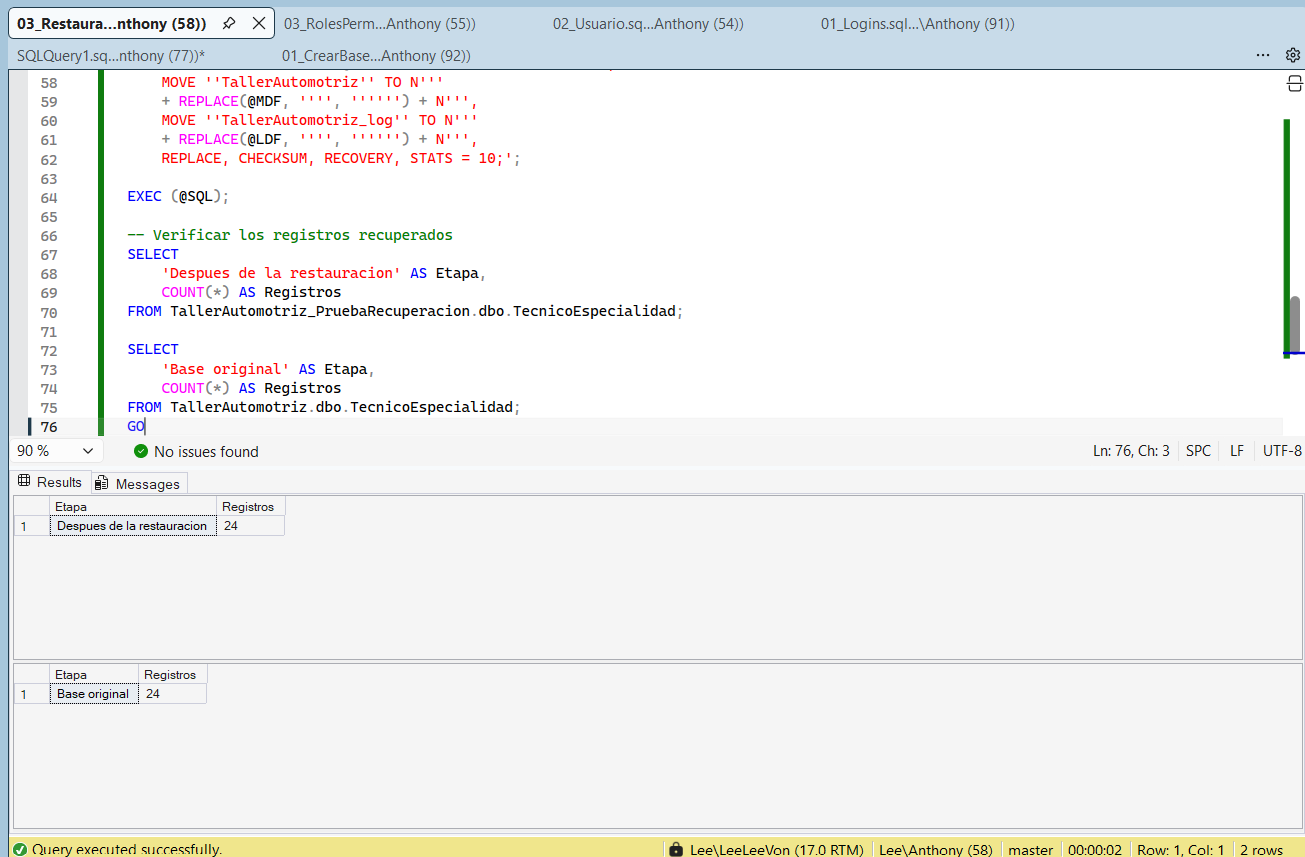 03_Restaura...nthony (58))
03_RolesPerm...Anthony (55))
02_Usuario.sq...Anthony (54))
01_Logins.sql...\Anthony (91))
SQLQuery1.sq...nthony (77))*
01_CrearBase...Anthony (92))
58 MOVE ''TallerAutomotriz'' TO N'''
59 + REPLACE(@MDF, '''', '''''') + N''',
60 MOVE ''TallerAutomotriz_log'' TO N'''
61 + REPLACE(@LDF, '''', '''''') + N''',
62 REPLACE, CHECKSUM, RECOVERY, STATS = 10;';
63
64 EXEC (@SQL);
65
66 -- Verificar los registros recuperados
67 SELECT
68 'Despues de la restauracion' AS Etapa,
69 COUNT(*) AS Registros
70 FROM TallerAutomotriz_PruebaRecuperacion.dbo.TecnicoEspecialidad;
71
72 SELECT
73 'Base original' AS Etapa,
74 COUNT(*) AS Registros
75 FROM TallerAutomotriz.dbo.TecnicoEspecialidad;
76 GO
90 % No issues found Ln: 76, Ch: 3 SPC LF UTF-8
Results Messages
Etapa Registros
1 Despues de la restauracion 24
Etapa Registros
1 Base original 24
Query executed successfully. Lee\LeeLeeVon (17.0 RTM) Lee\Anthony (58) master 00:00:02 Row: 1, Col: 1 2 rows